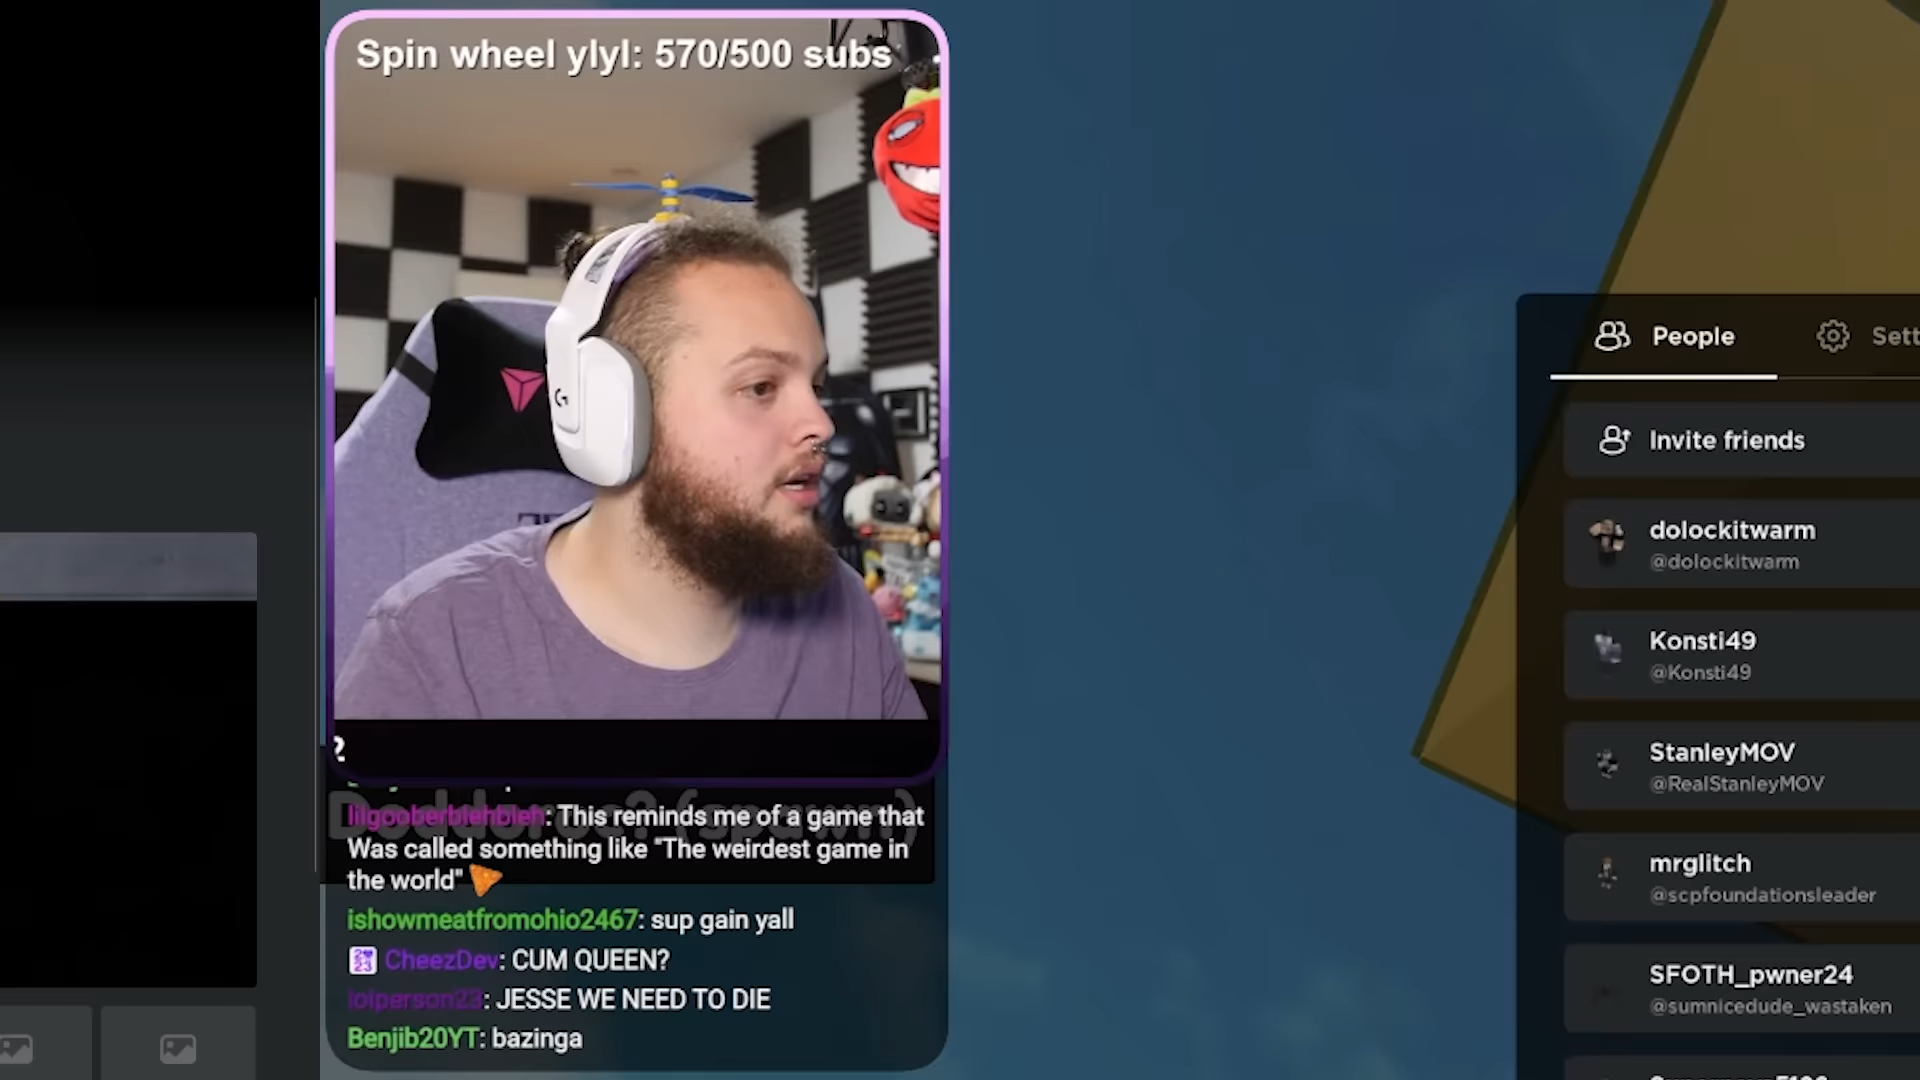 Spin wheel ylyl: 570/500 subs
?
lilgooberblehbleh: This reminds me of a game that
Was called something like "The weirdest game in
the world"
ishowmeatfromohio2467: sup gain yall
CheezDev: CUM QUEEN?
lolperson23: JESSE WE NEED TO DIE
Benjib20YT: bazinga
People
Sett
Invite friends
dolockitwarm
@dolockitwarm
Konsti49
@Konsti49
StanleyMOV
@RealStanleyMOV
mrglitch
@scpfoundationsleader
SFOTH_pwner24
@sumnicedude_wastaken